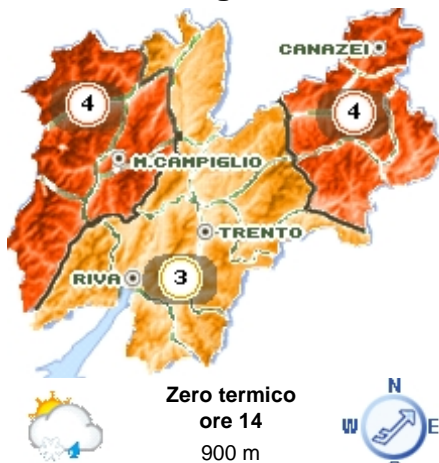 CANAZEI
4
4
M.CAMPIGLIO
TRENTO
RIVA
3
Zero termico
ore 14
900 m
N
W
E